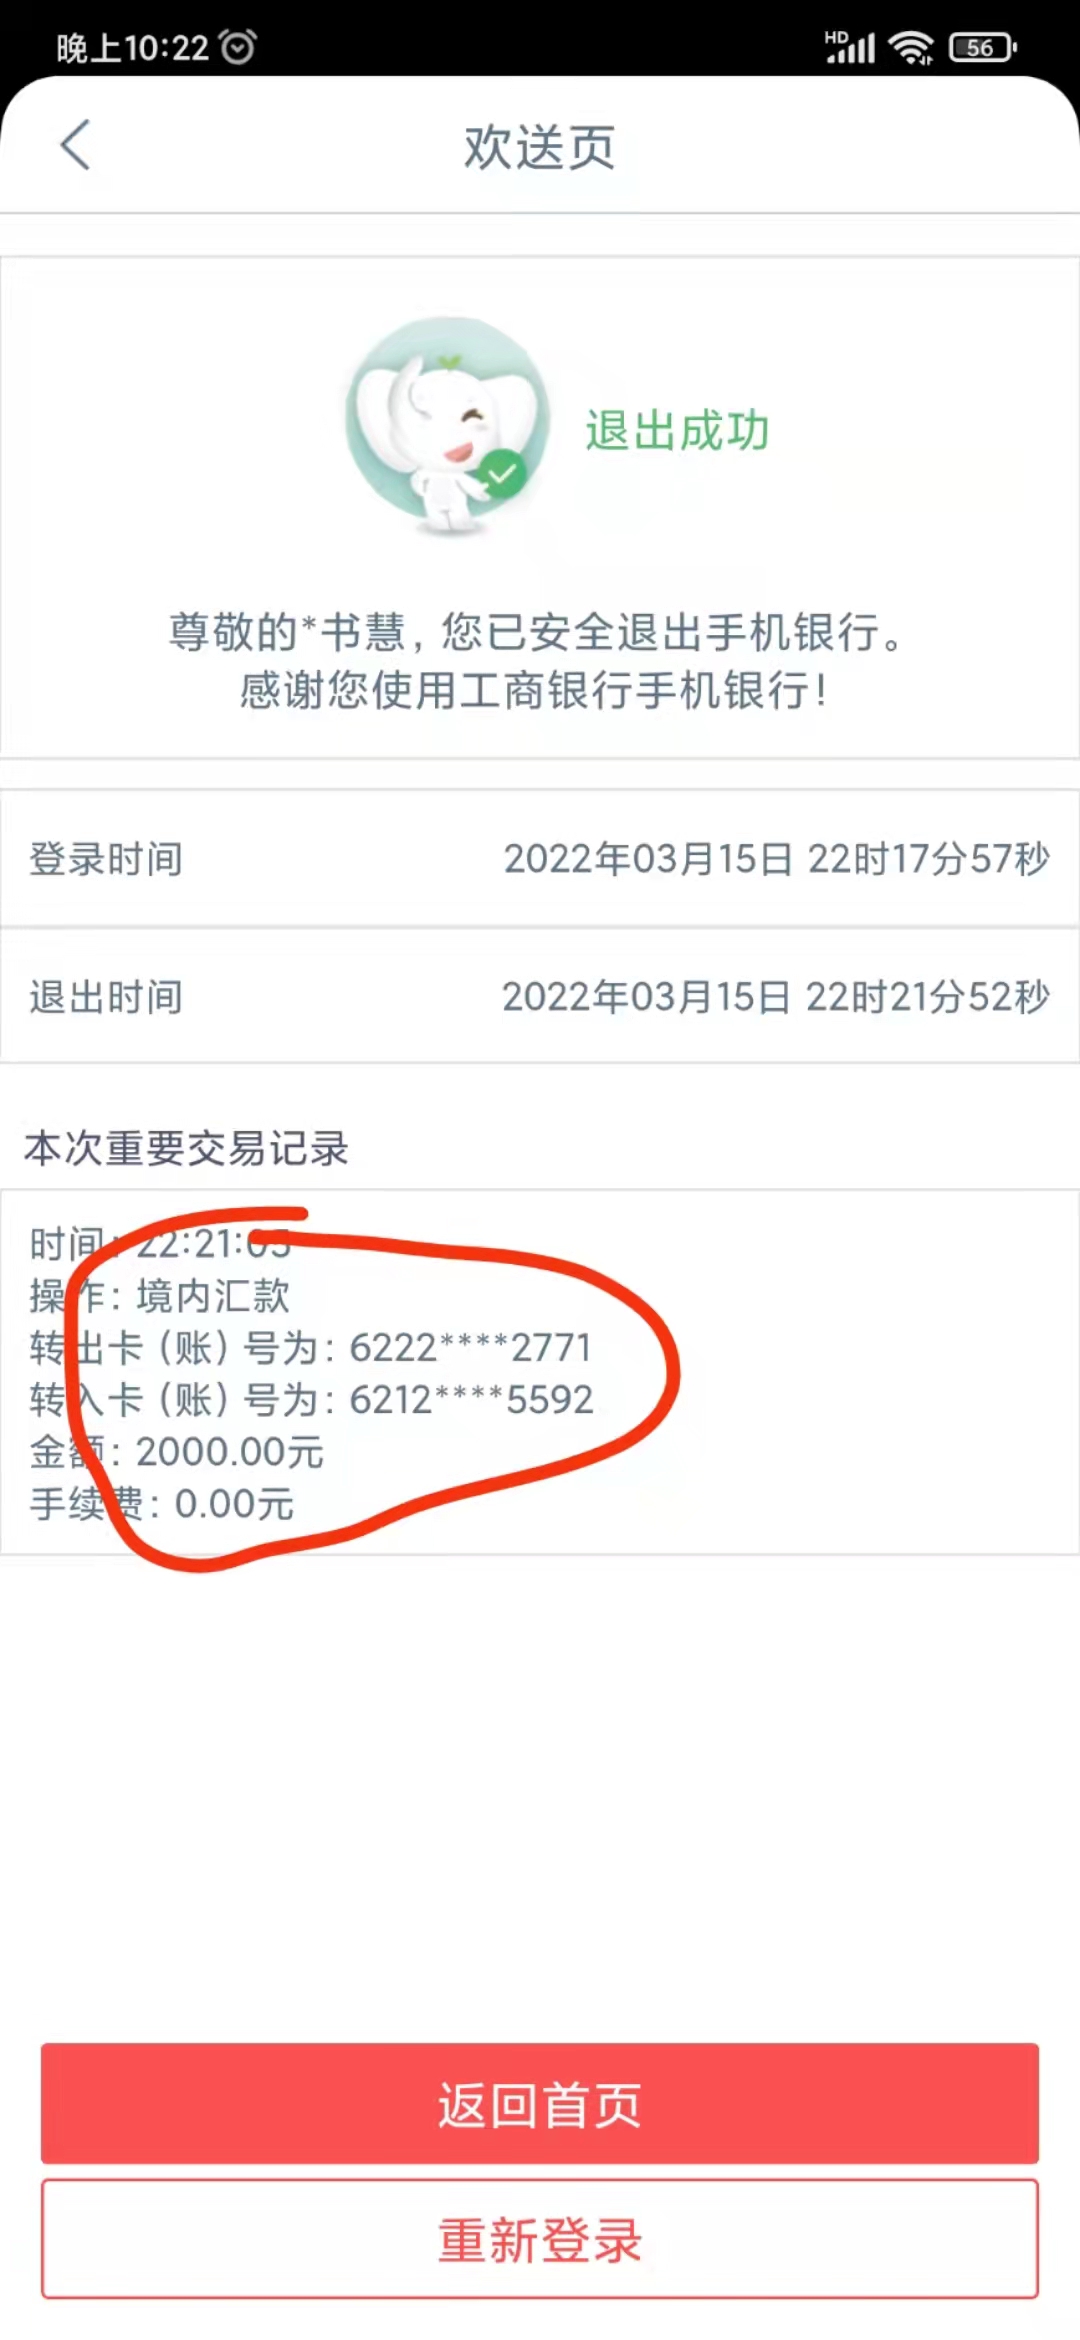 晚上10:22
HD
56
欢送页
退出成功
尊敬的*书慧，您已安全退出手机银行。
感谢您使用工商银行手机银行！
登录时间 2022年03月15日 22时17分57秒
退出时间 2022年03月15日 22时21分52秒
本次重要交易记录
时间：22:21:05
操作：境内汇款
转出卡（账）号为：6222****2771
转入卡（账）号为：6212****5592
金额：2000.00元
手续费：0.00元
返回首页
重新登录